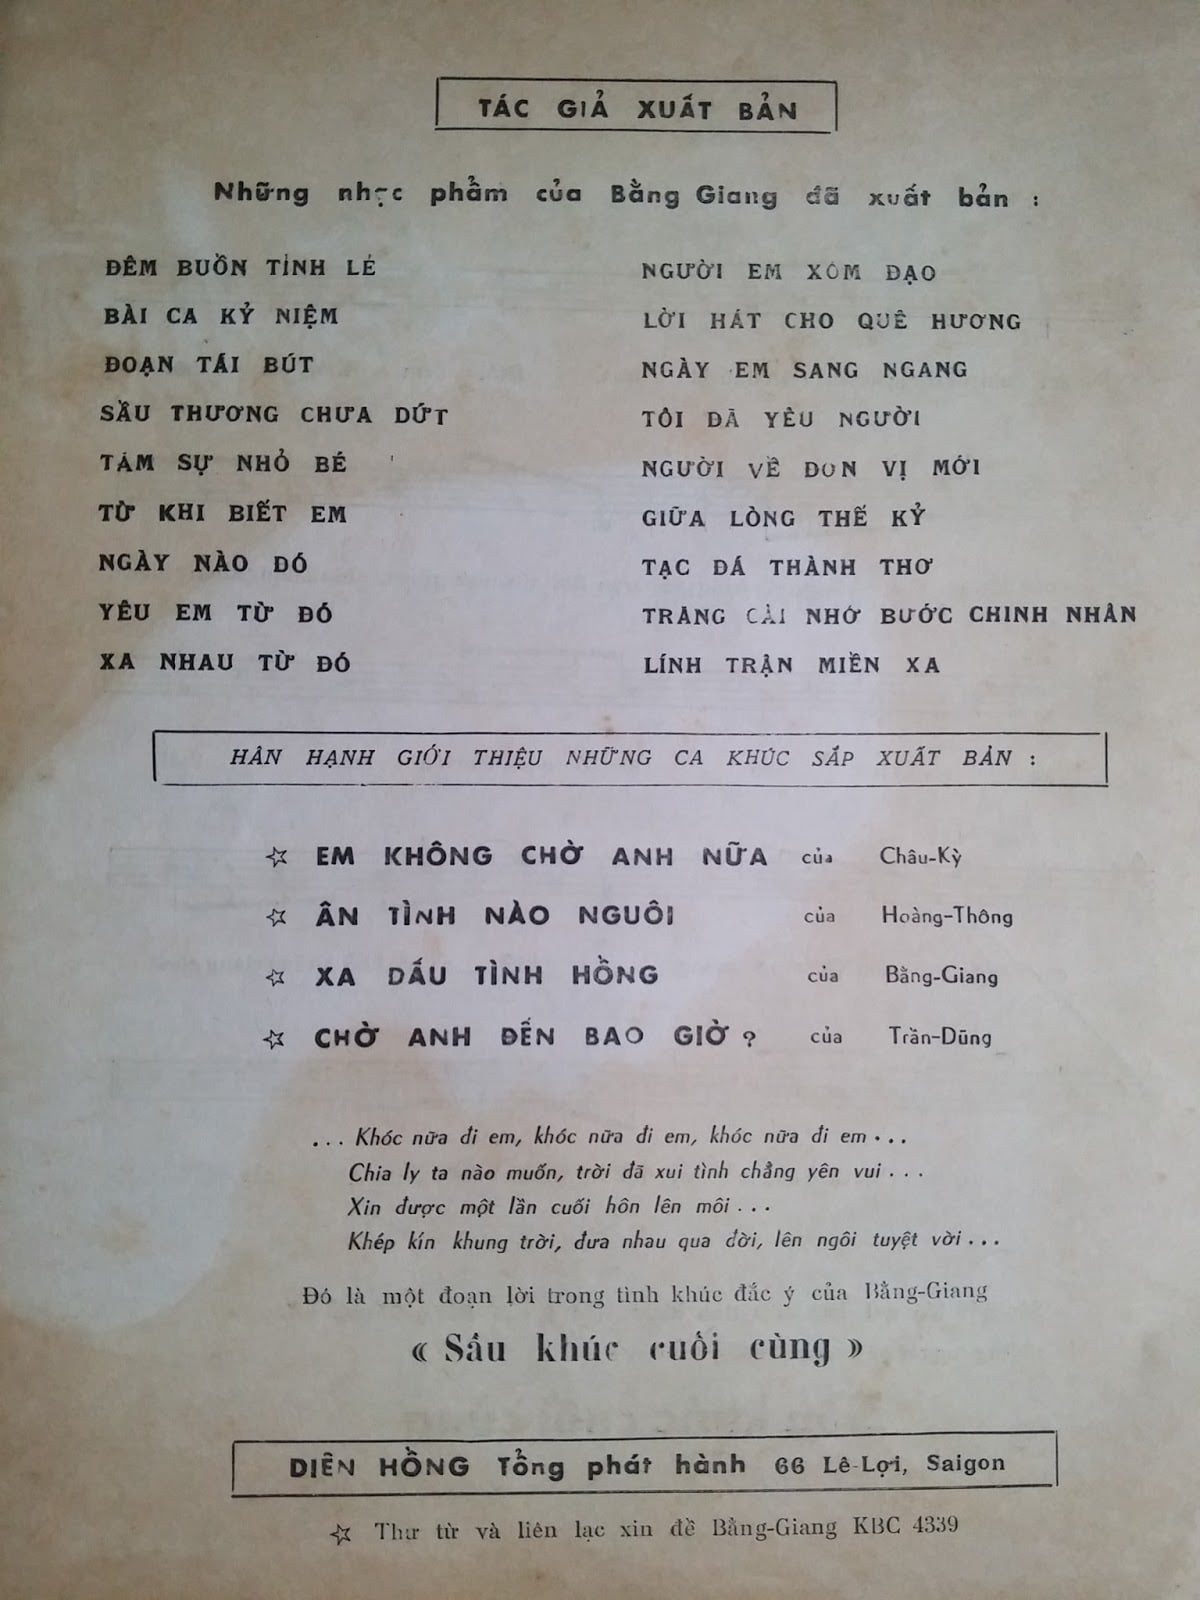 TÁC GIẢ XUẤT BẢN
Những nhạc phẩm của Bằng Giang đã xuất bản :
ĐÊM BUỒN TỈNH LẺ
BÀI CA KỶ NIỆM
ĐOẠN TÁI BÚT
SẦU THƯƠNG CHƯA DỨT
TÂM SỰ NHỎ BÉ
TỪ KHI BIẾT EM
NGÀY NÀO ĐÓ
YÊU EM TỪ ĐÓ
XA NHAU TỪ ĐÓ
NGƯỜI EM XÓM ĐẠO
LỜI HÁT CHO QUÊ HƯƠNG
NGÀY EM SANG NGANG
TÔI ĐÃ YÊU NGƯỜI
NGƯỜI VỀ ĐƠN VỊ MỚI
GIỮA LÒNG THẾ KỶ
TẠC ĐÁ THÀNH THƠ
TRĂNG CÀI NHỚ BƯỚC CHINH NHÂN
LÍNH TRẬN MIỀN XA
HÂN HẠNH GIỚI THIỆU NHỮNG CA KHÚC SẮP XUẤT BẢN :
☆ EM KHÔNG CHỜ ANH NỮA của Châu-Kỳ
☆ ÂN TÌNH NÀO NGUÔI của Hoàng-Thông
☆ XA DẤU TÌNH HỒNG của Bằng-Giang
☆ CHỜ ANH ĐẾN BAO GIỜ ? của Trần-Dũng
... Khóc nữa đi em, khóc nữa đi em, khóc nữa đi em ...
Chia ly ta nào muốn, trời đã xui tình chẳng yên vui ...
Xin được một lần cuối hôn lên môi ...
Khép kín khung trời, đưa nhau qua đời, lên ngôi tuyệt vời ...
Đó là một đoạn lời trong tình khúc đắc ý của Bằng-Giang
« Sầu khúc cuối cùng »
DIÊN HỒNG Tổng phát hành 66 Lê-Lợi, Saigon
☆ Thư từ và liên lạc xin đề Bằng-Giang KBC 4339